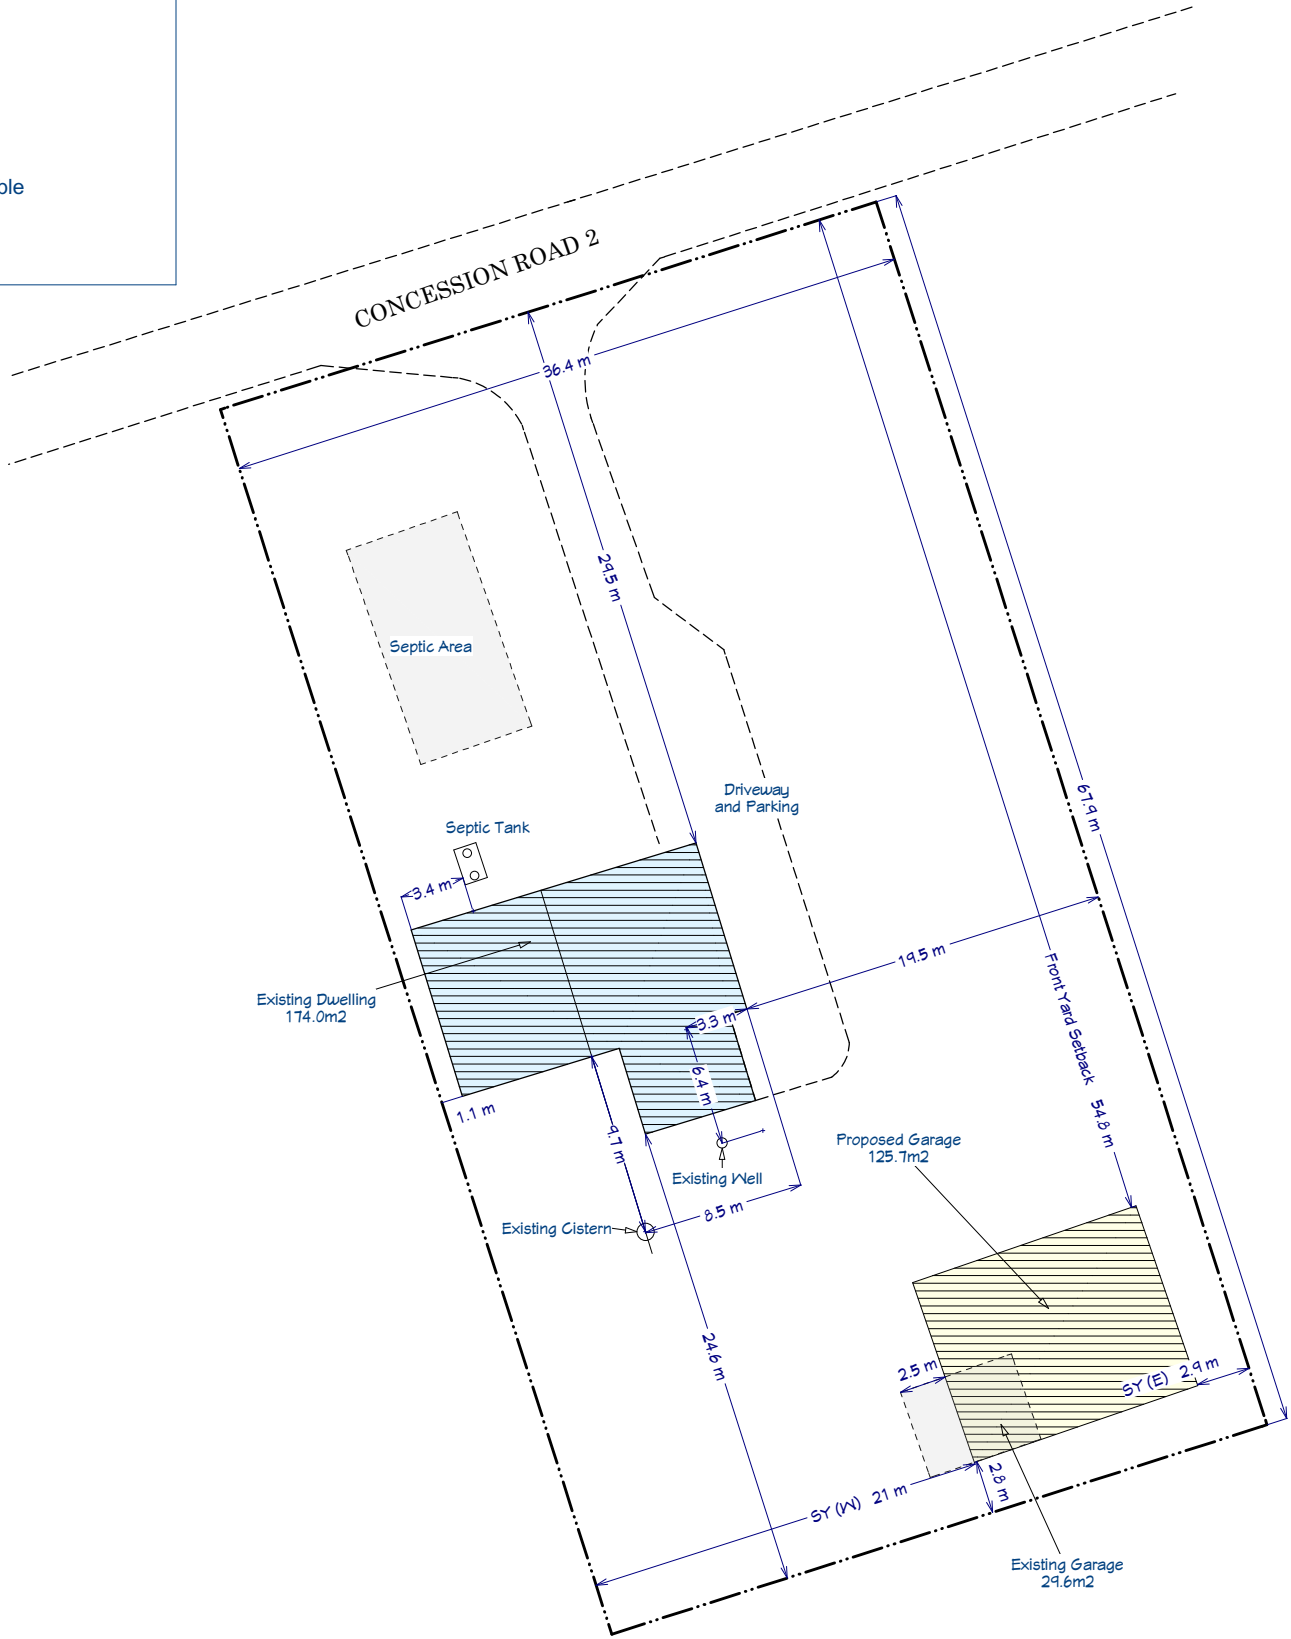 CONCESSION ROAD 2
36.4 m
29.5 m
Septic Area
Driveway
and Parking
67.9 m
Septic Tank
3.4 m
19.5 m
Existing Dwelling
174.0m2
3.3 m
Front Yard Setback 54.8 m
6.4 m
1.1 m
9.7 m
Proposed Garage
125.7m2
Existing Well
8.5 m
Existing Cistern
24.6 m
2.5 m
SY (E) 2.9 m
2.8 m
SY (W) 21 m
Existing Garage
29.6m2